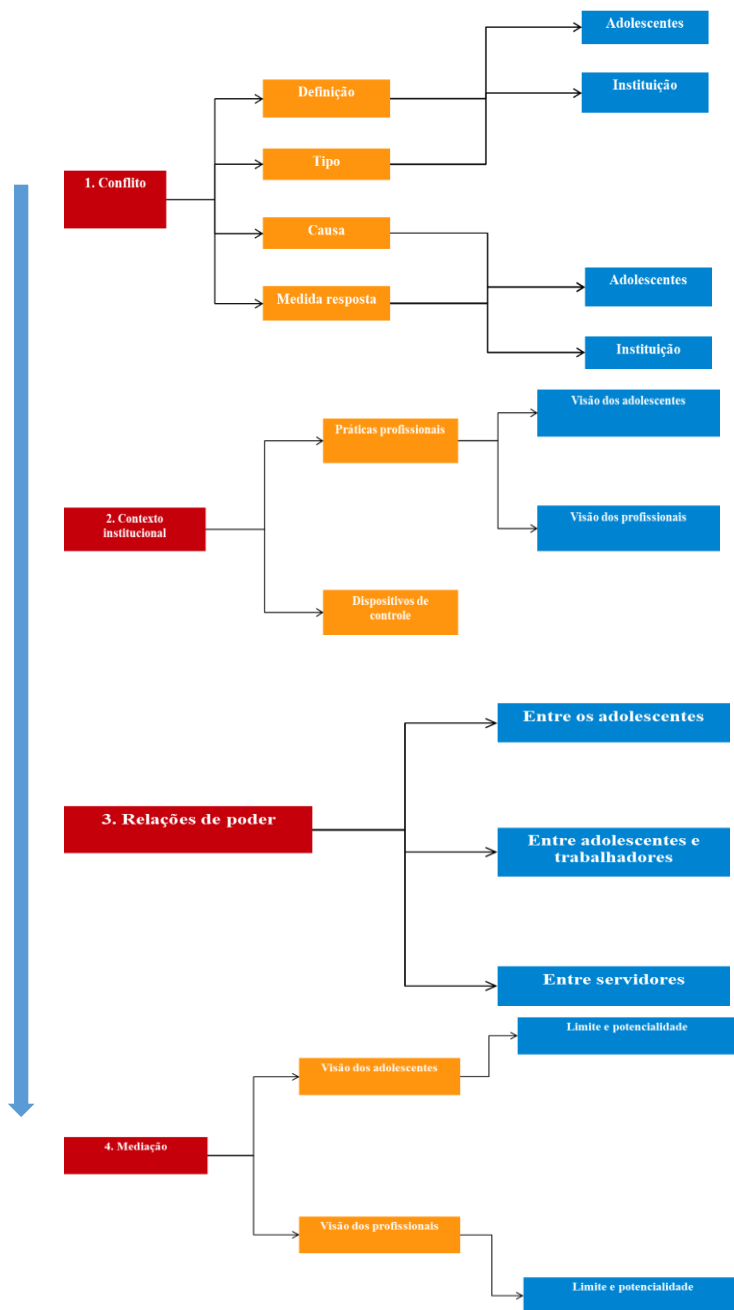 Adolescentes
Definição
Instituição
Tipo
1. Conflito
Causa
Adolescentes
Medida resposta
Instituição
Visão dos adolescentes
Práticas profissionais
2. Contexto
institucional
Visão dos profissionais
Dispositivos de
controle
Entre os adolescentes
3. Relações de poder
Entre adolescentes e
trabalhadores
Entre servidores
Limite e potencialidade
Visão dos adolescentes
4. Mediação
Visão dos profissionais
Limite e potencialidade